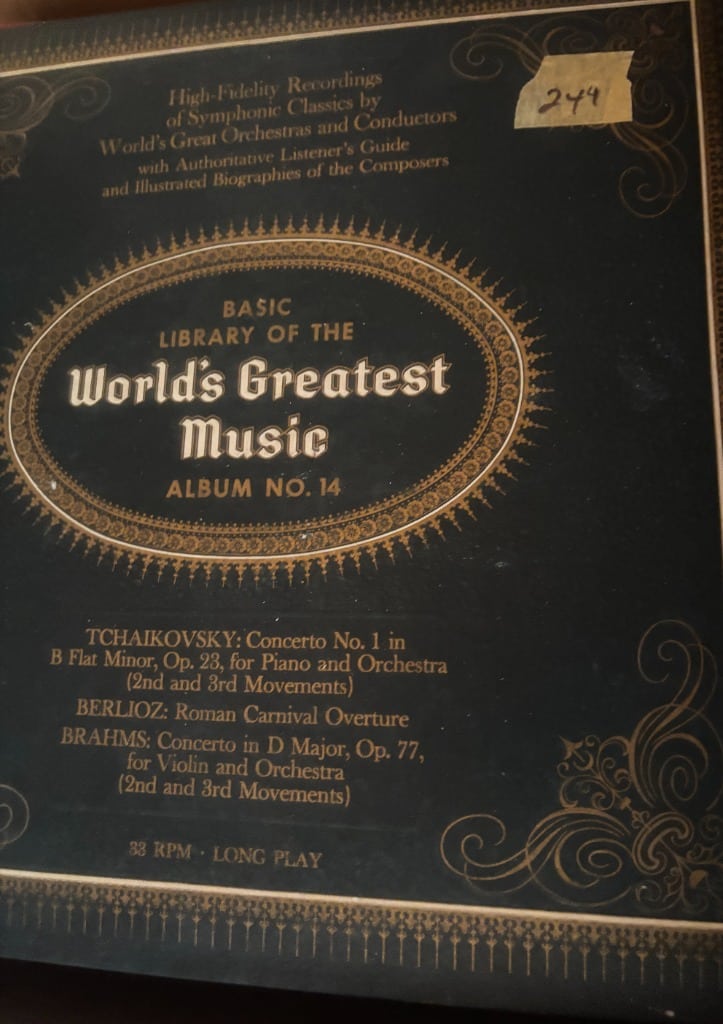 High-Fidelity Recordings
of Symphonic Classics by
World's Great Orchestras and Conductors
with Authoritative Listener's Guide
and Illustrated Biographies of the Composers
244
BASIC
LIBRARY OF THE
World's Greatest
Music
ALBUM NO. 14
TCHAIKOVSKY: Concerto No. 1 in
B Flat Minor, Op. 23, for Piano and Orchestra
(2nd and 3rd Movements)
BERLIOZ: Roman Carnival Overture
BRAHMS: Concerto in D Major, Op. 77,
for Violin and Orchestra
(2nd and 3rd Movements)
33 RPM · LONG PLAY